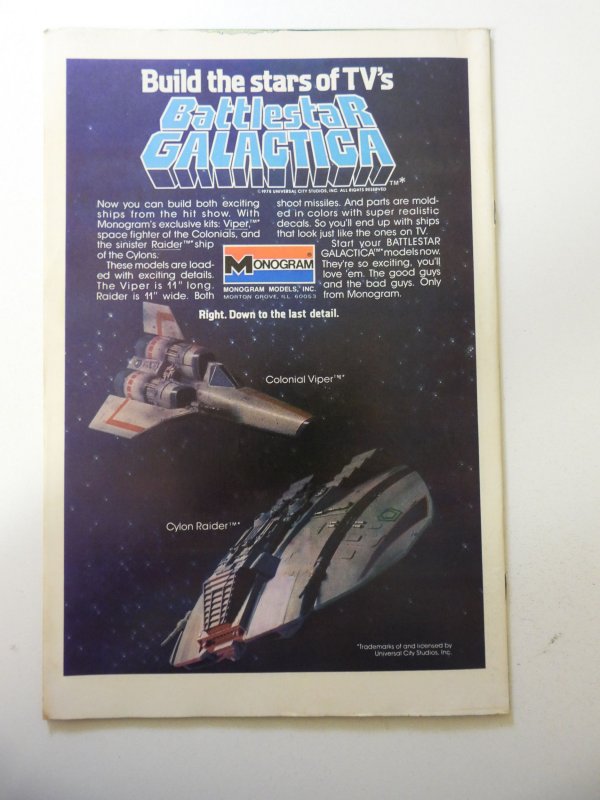 Build the stars of TV's
Battlestar
GALACTICA
™*
©1978 UNIVERSAL CITY STUDIOS, INC. ALL RIGHTS RESERVED
Now you can build both exciting
ships from the hit show. With
Monogram's exclusive kits: Viper,™*
space fighter of the Colonials, and
the sinister Raider™* ship
of the Cylons.
These models are load-
ed with exciting details.
The Viper is 11" long.
Raider is 11" wide. Both
shoot missiles. And parts are mold-
ed in colors with super realistic
decals. So you'll end up with ships
that look just like the ones on TV.
Start your BATTLESTAR
GALACTICA™* models now.
They're so exciting, you'll
love 'em. The good guys
and the bad guys. Only
from Monogram.
MONOGRAM®
MONOGRAM MODELS, INC.
MORTON GROVE, ILL. 60053
Right. Down to the last detail.
Colonial Viper™*
Cylon Raider™*
*Trademarks of and licensed by
Universal City Studios, Inc.